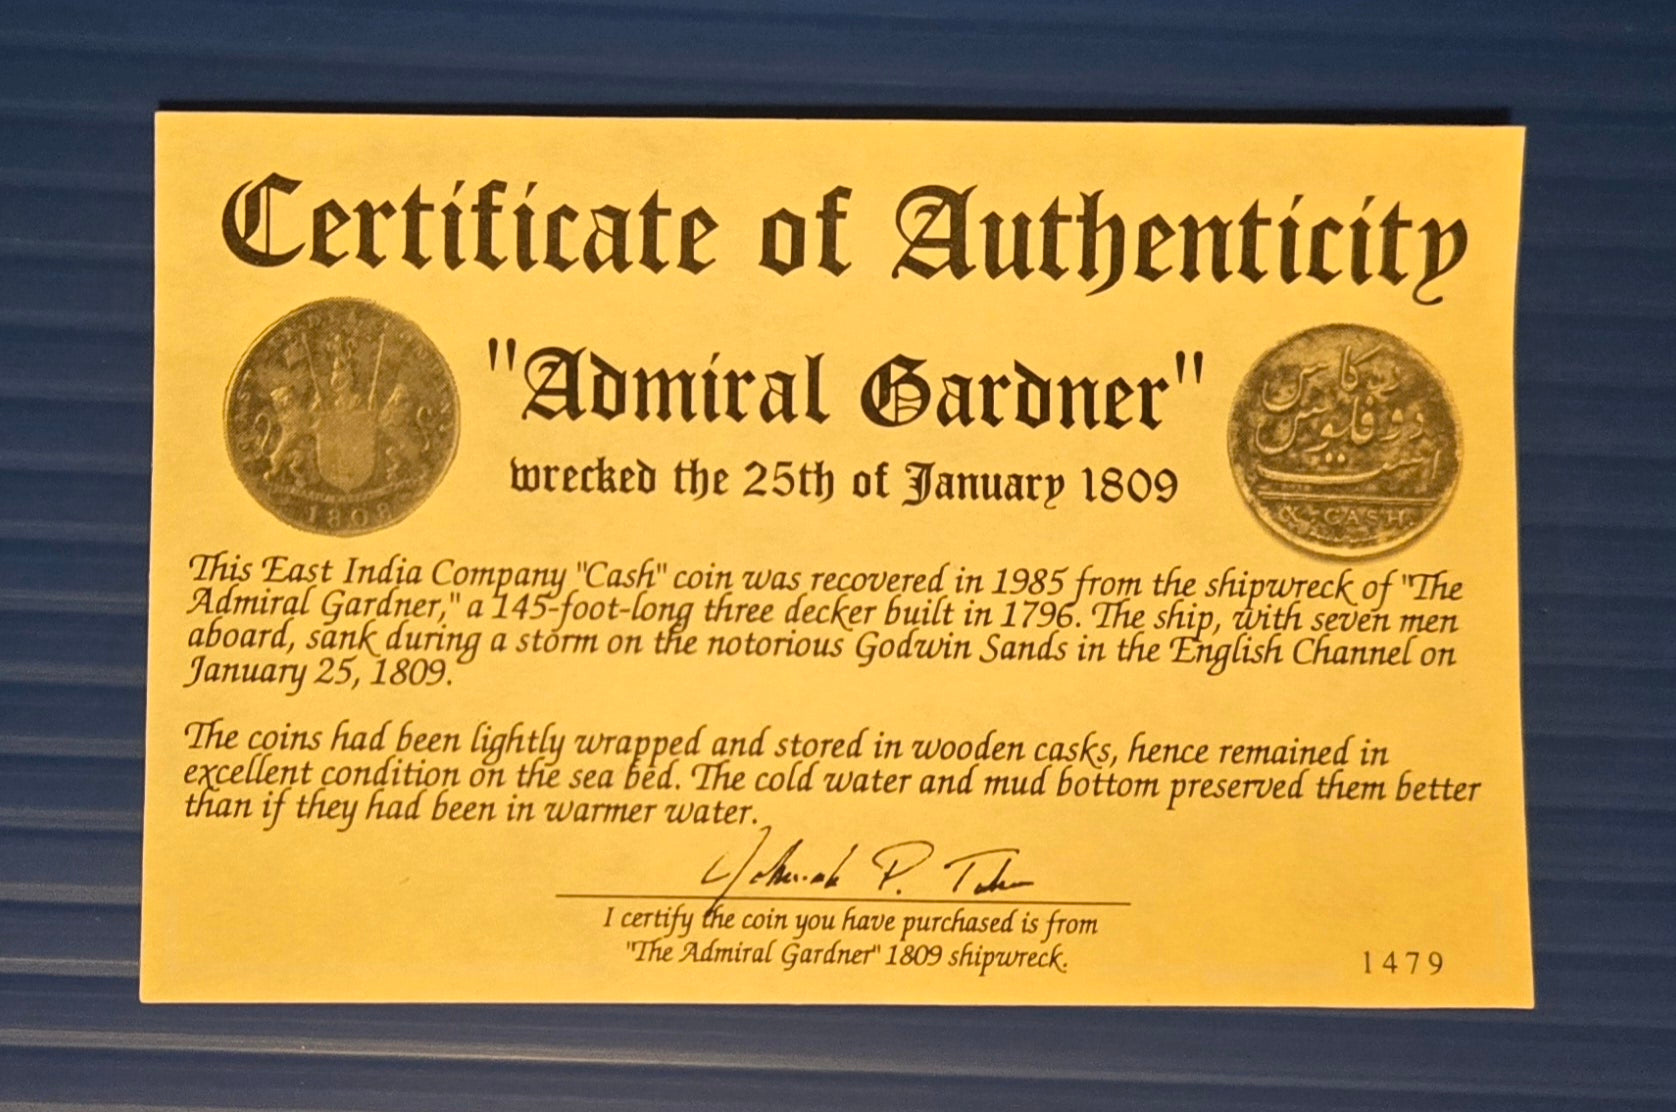 Certificate of Authenticity
"Admiral Gardner"
wrecked the 25th of January 1809
1808
X·CASH.
This East India Company "Cash" coin was recovered in 1985 from the shipwreck of "The
Admiral Gardner," a 145-foot-long three decker built in 1796. The ship, with seven men
aboard, sank during a storm on the notorious Godwin Sands in the English Channel on
January 25, 1809.
The coins had been lightly wrapped and stored in wooden casks, hence remained in
excellent condition on the sea bed. The cold water and mud bottom preserved them better
than if they had been in warmer water.
I certify the coin you have purchased is from
"The Admiral Gardner" 1809 shipwreck.
1479